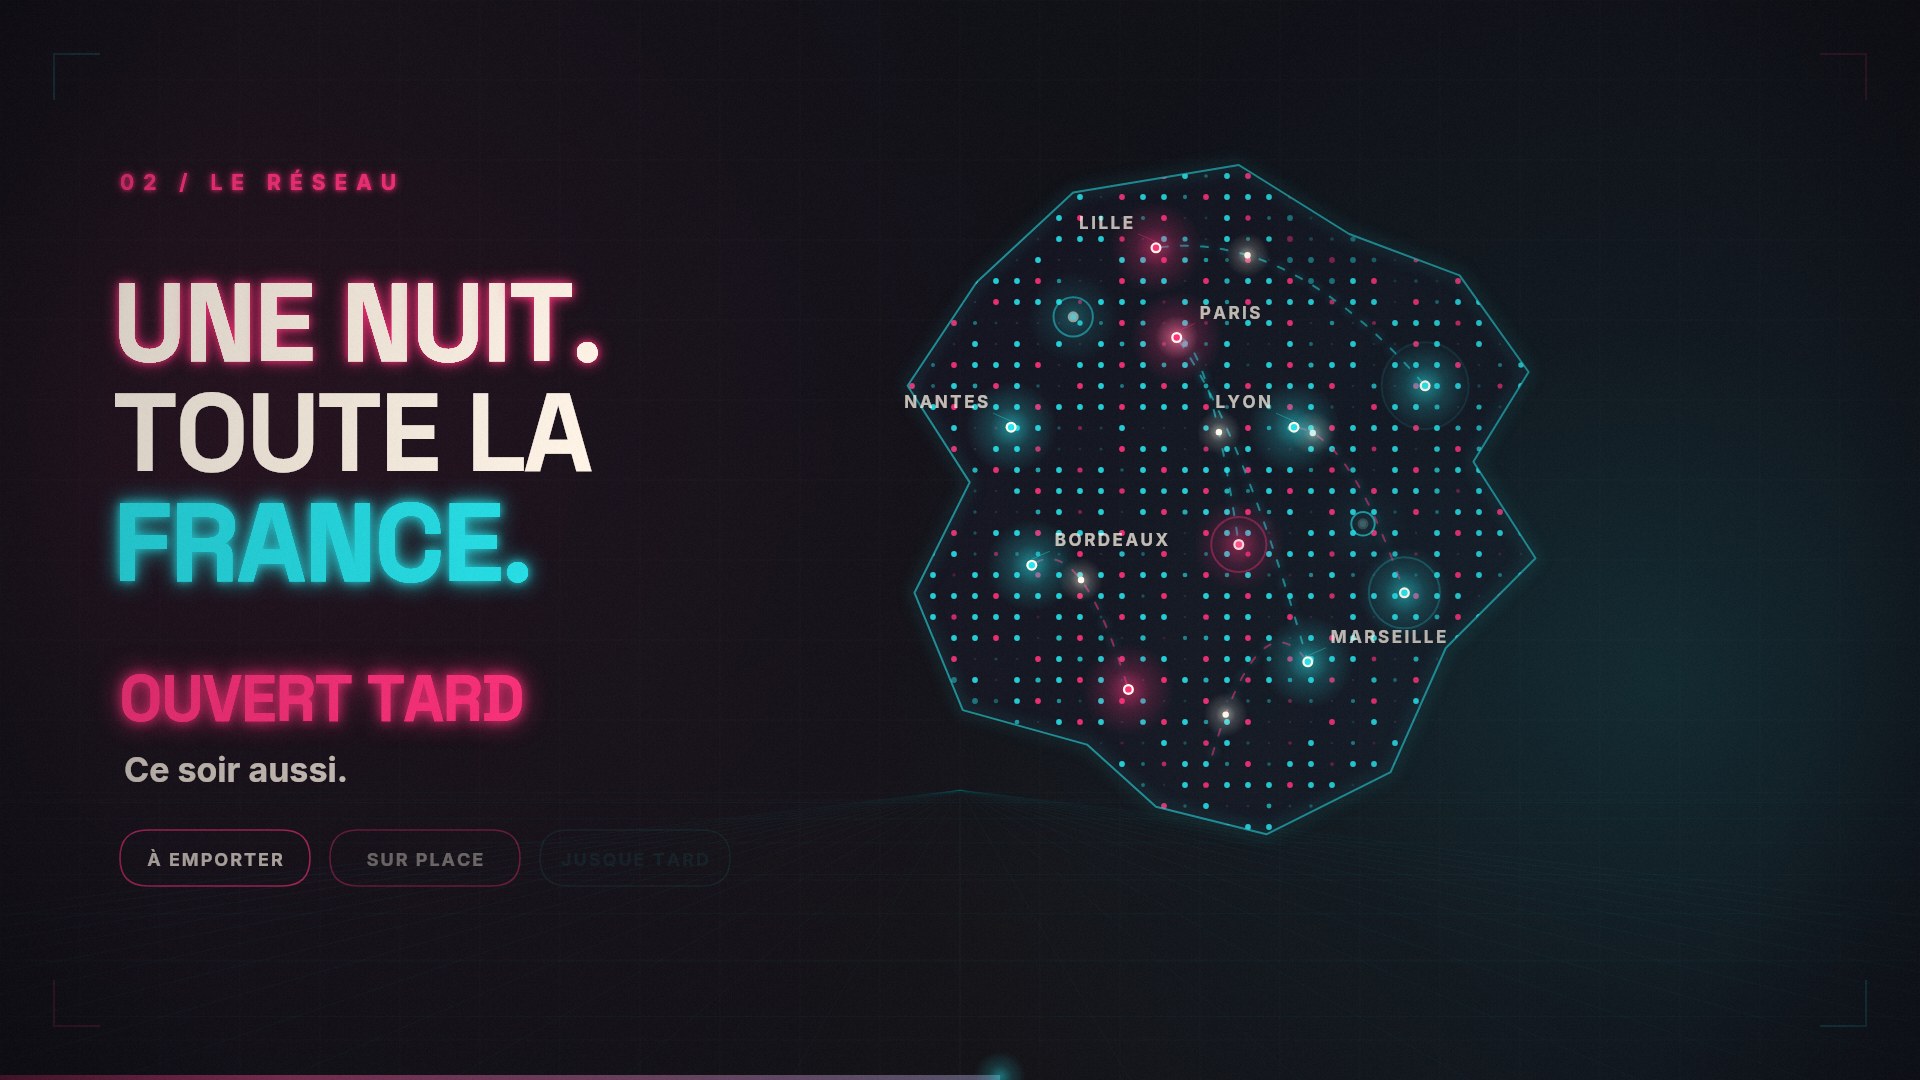 02 / LE RÉSEAU
UNE NUIT.
TOUTE LA
FRANCE.
OUVERT TARD
Ce soir aussi.
À EMPORTER
SUR PLACE
JUSQUE TARD
LILLE
PARIS
NANTES
LYON
BORDEAUX
MARSEILLE